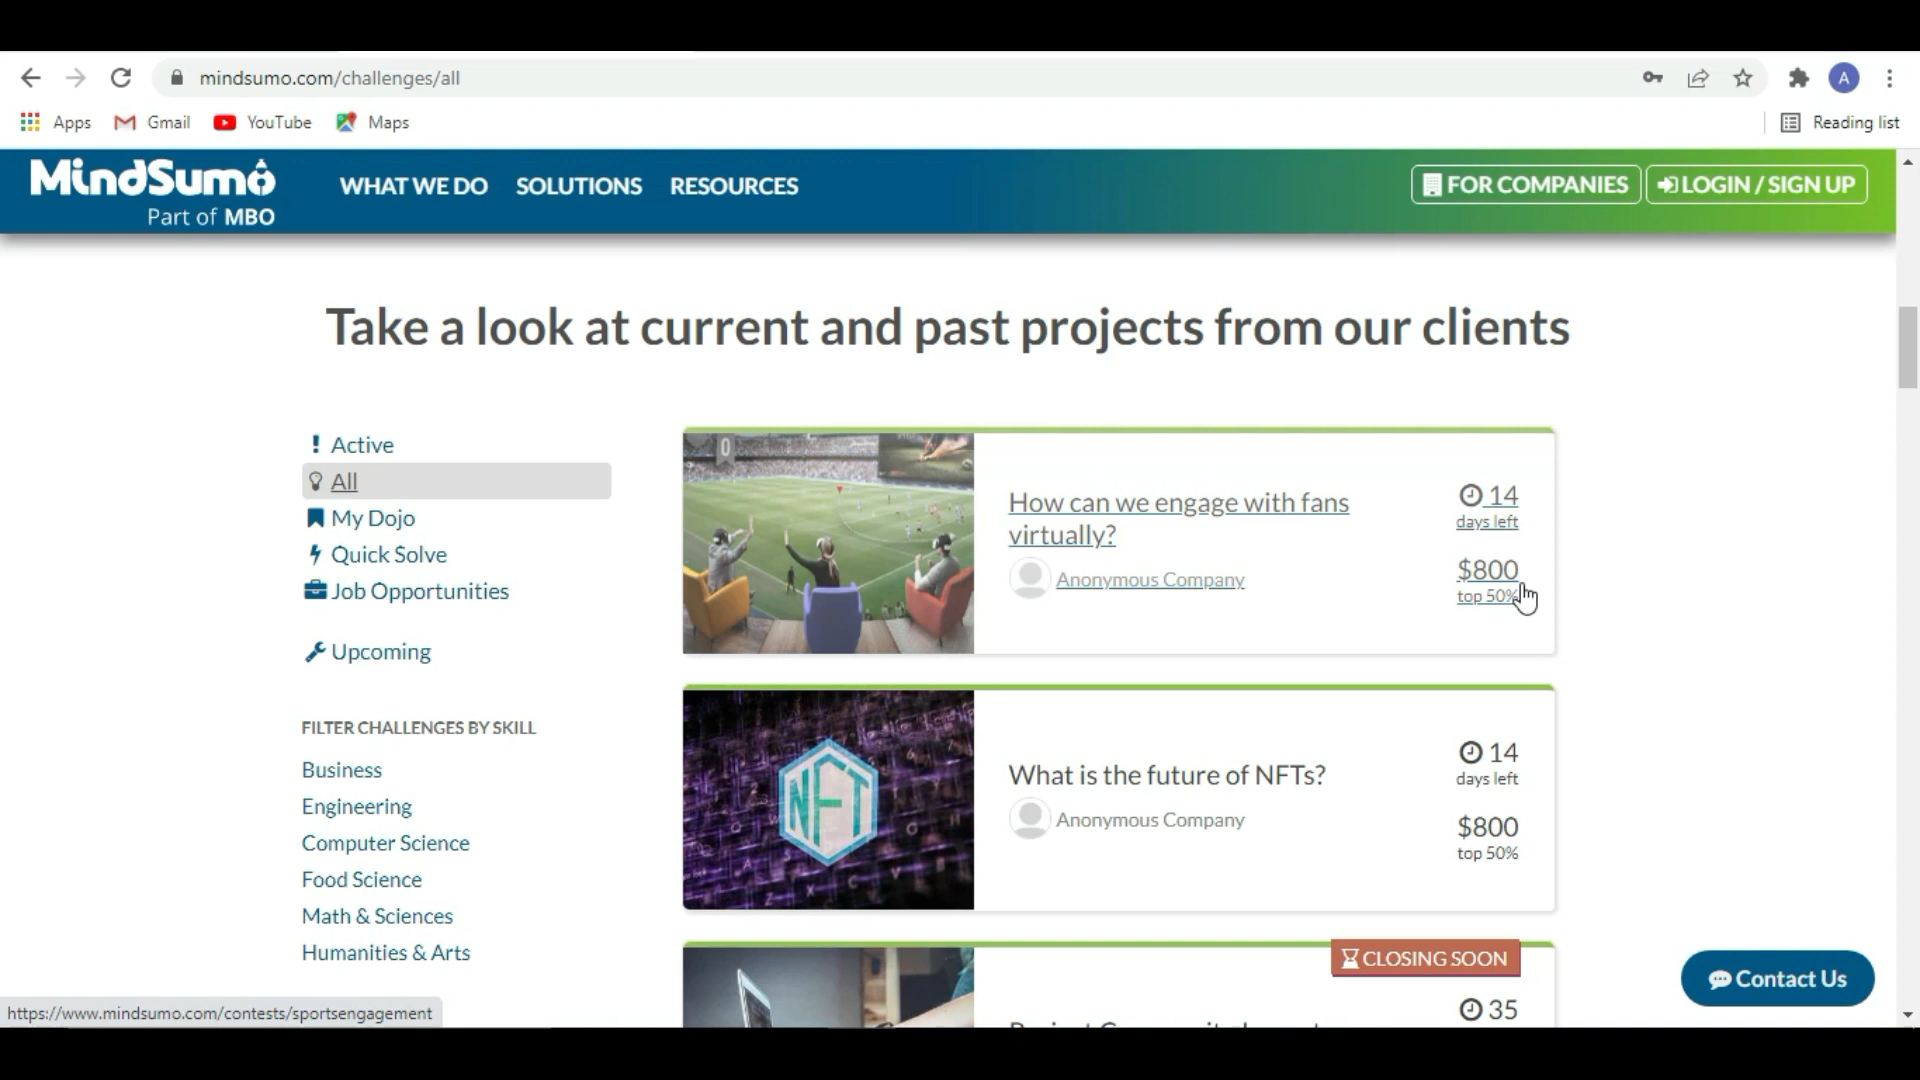 mindsumo.com/challenges/all
A
Apps Gmail YouTube Maps Reading list
MindSumo
Part of MBO
WHAT WE DO SOLUTIONS RESOURCES
FOR COMPANIES
LOGIN / SIGN UP
Take a look at current and past projects from our clients
Active
All
My Dojo
Quick Solve
Job Opportunities
Upcoming
FILTER CHALLENGES BY SKILL
Business
Engineering
Computer Science
Food Science
Math & Sciences
Humanities & Arts
0
How can we engage with fans
virtually?
Anonymous Company
14
days left
$800
top 50%
NFT
What is the future of NFTs?
Anonymous Company
14
days left
$800
top 50%
CLOSING SOON
35
Contact Us
https://www.mindsumo.com/contests/sportsengagement